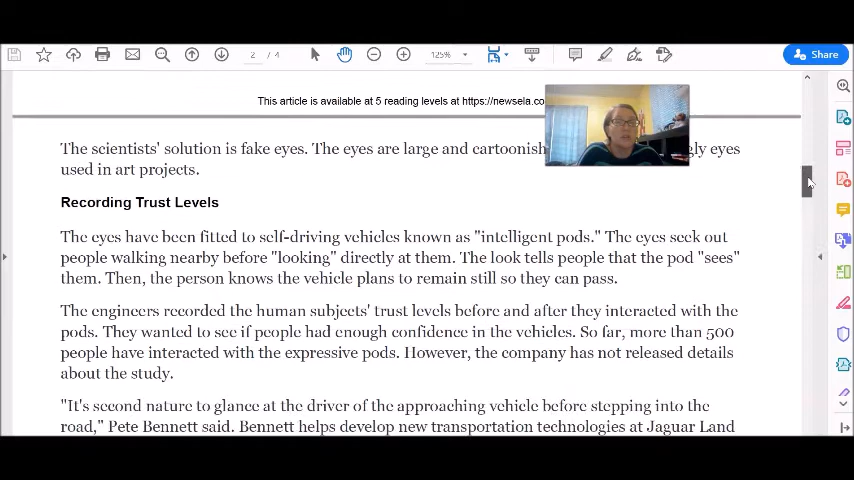 2 / 4
125%
Share
This article is available at 5 reading levels at https://newsela.co
The scientists' solution is fake eyes. The eyes are large and cartoonish
gly eyes
used in art projects.
Recording Trust Levels
The eyes have been fitted to self-driving vehicles known as "intelligent pods." The eyes seek out
people walking nearby before "looking" directly at them. The look tells people that the pod "sees"
them. Then, the person knows the vehicle plans to remain still so they can pass.
The engineers recorded the human subjects' trust levels before and after they interacted with the
pods. They wanted to see if people had enough confidence in the vehicles. So far, more than 500
people have interacted with the expressive pods. However, the company has not released details
about the study.
"It's second nature to glance at the driver of the approaching vehicle before stepping into the
road," Pete Bennett said. Bennett helps develop new transportation technologies at Jaguar Land